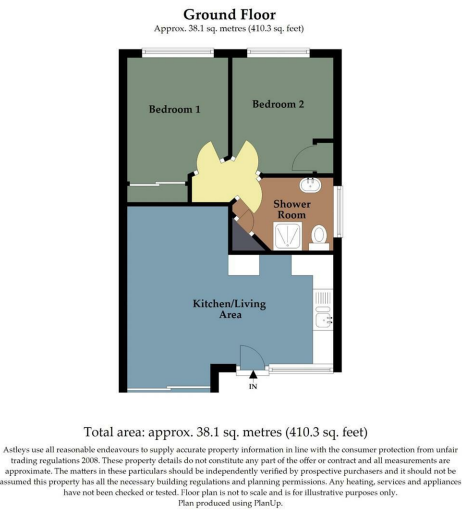 Ground Floor
Approx. 38.1 sq. metres (410.3 sq. feet)
Bedroom 1
Bedroom 2
Shower
Room
Kitchen/Living
Area
IN
Total area: approx. 38.1 sq. metres (410.3 sq. feet)
Astleys use all reasonable endeavours to supply accurate property information in line with the consumer protection from unfair
trading regulations 2008. These property details do not constitute any part of the offer or contract and all measurements are
approximate. The matters in these particulars should be independently verified by prospective purchasers and it should not be
assumed this property has all the necessary building regulations and planning permissions. Any heating, services and appliances
have not been checked or tested. Floor plan is not to scale and is for illustrative purposes only.
Plan produced using PlanUp.